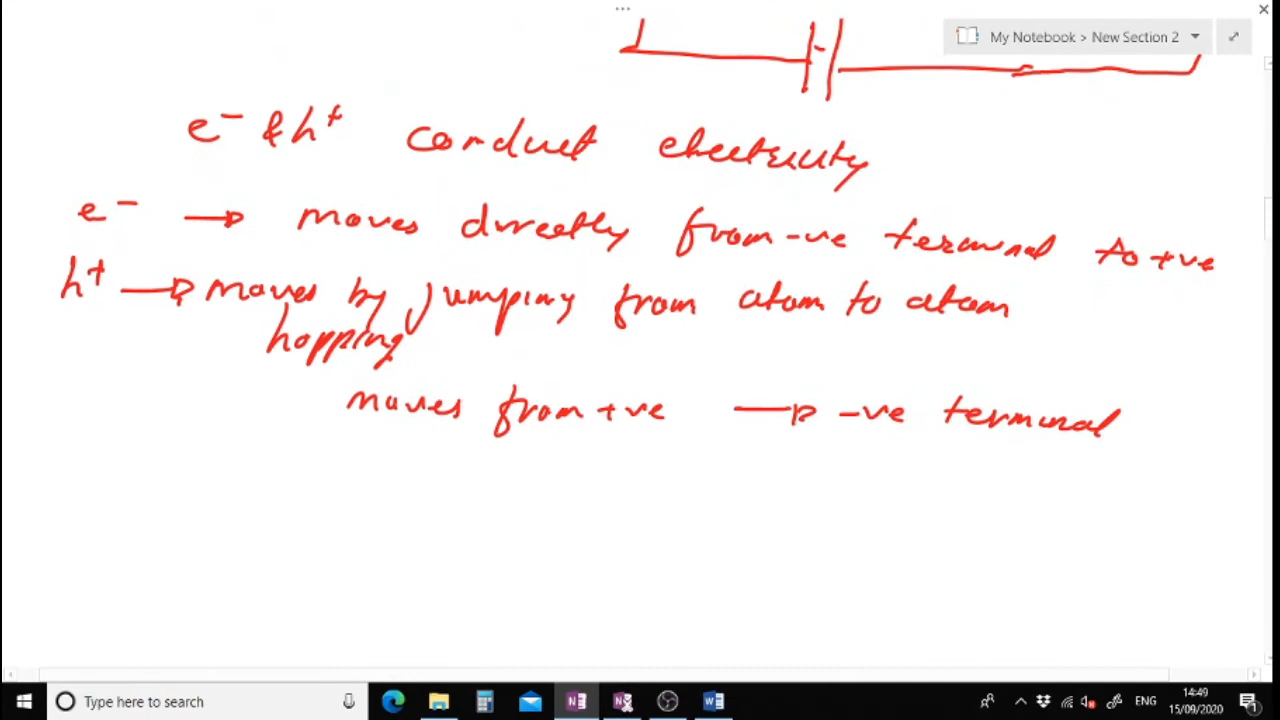 ...
My Notebook > New Section 2
e⁻ & h⁺ conduct electricity
e⁻ → moves directly from -ve terminal to +ve
h⁺ → moves by jumping from atom to atom
hopping
moves from +ve → -ve terminal
Type here to search
ENG
14:49
15/09/2020
1